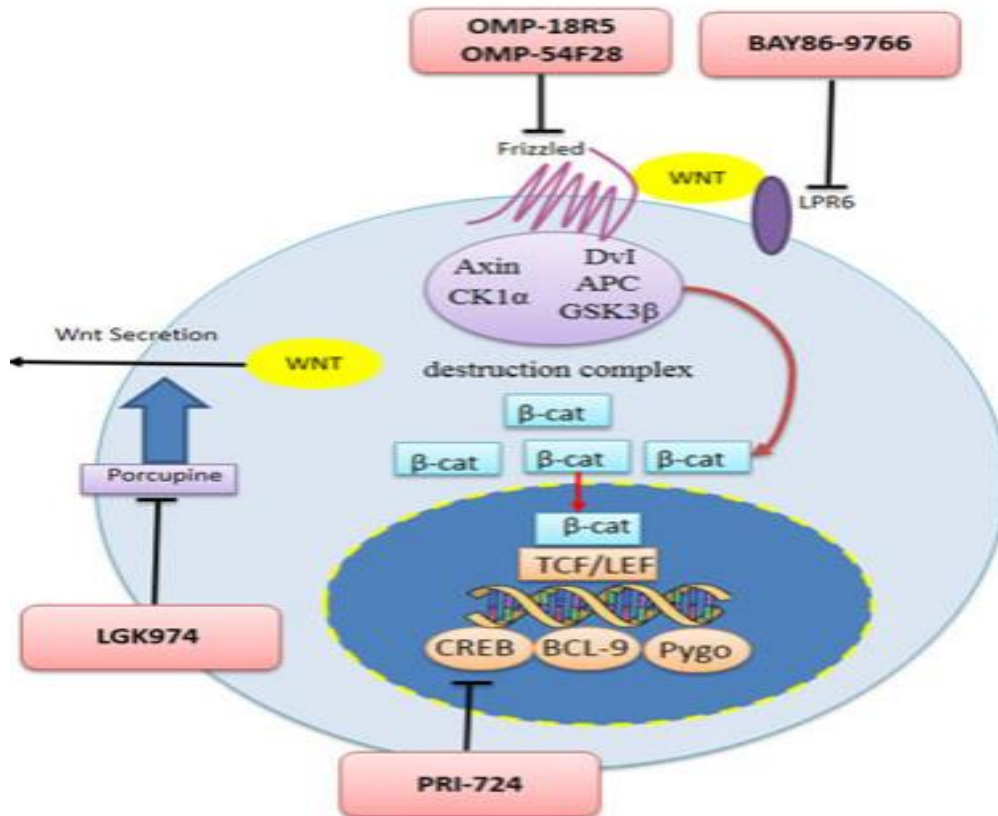 OMP-18R5
OMP-54F28
BAY86-9766
Frizzled
WNT
LPR6
Axin
CK1α
DvI
APC
GSK3β
Wnt Secretion
WNT
destruction complex
β-cat
β-cat
β-cat
β-cat
Porcupine
β-cat
TCF/LEF
LGK974
CREB
BCL-9
Pygo
PRI-724